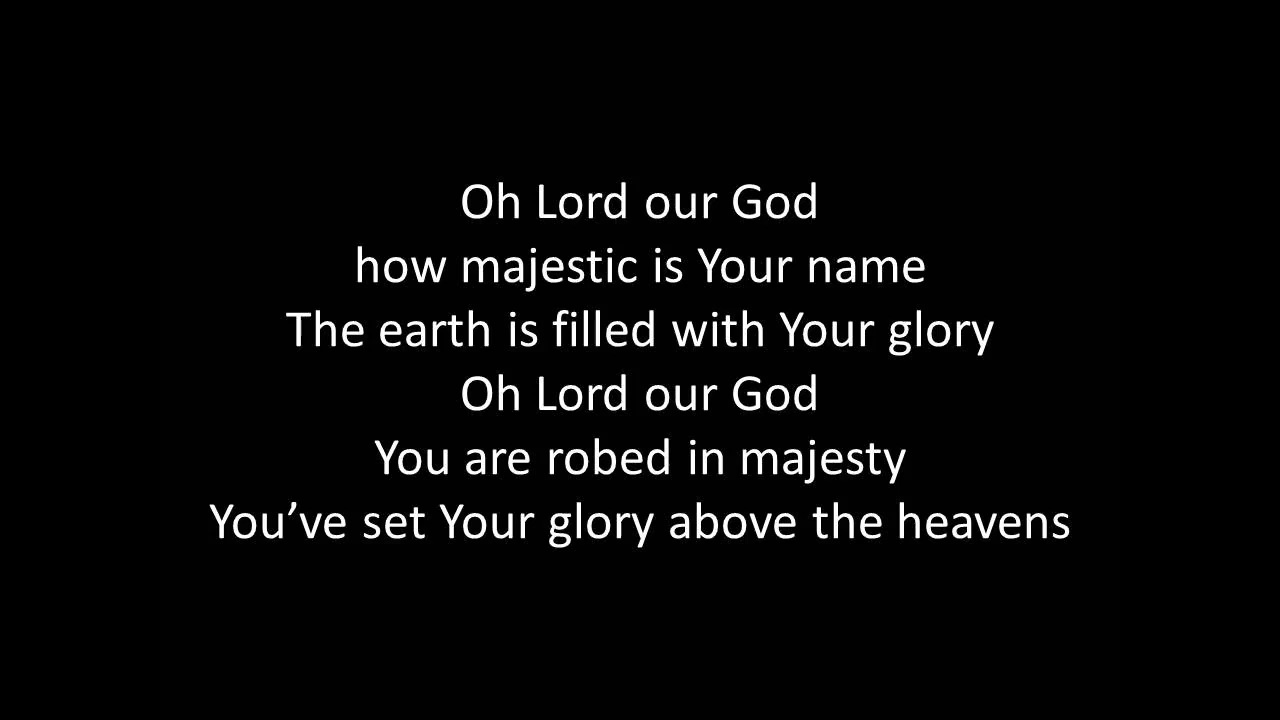 Oh Lord our God
how majestic is Your name
The earth is filled with Your glory
Oh Lord our God
You are robed in majesty
You’ve set Your glory above the heavens